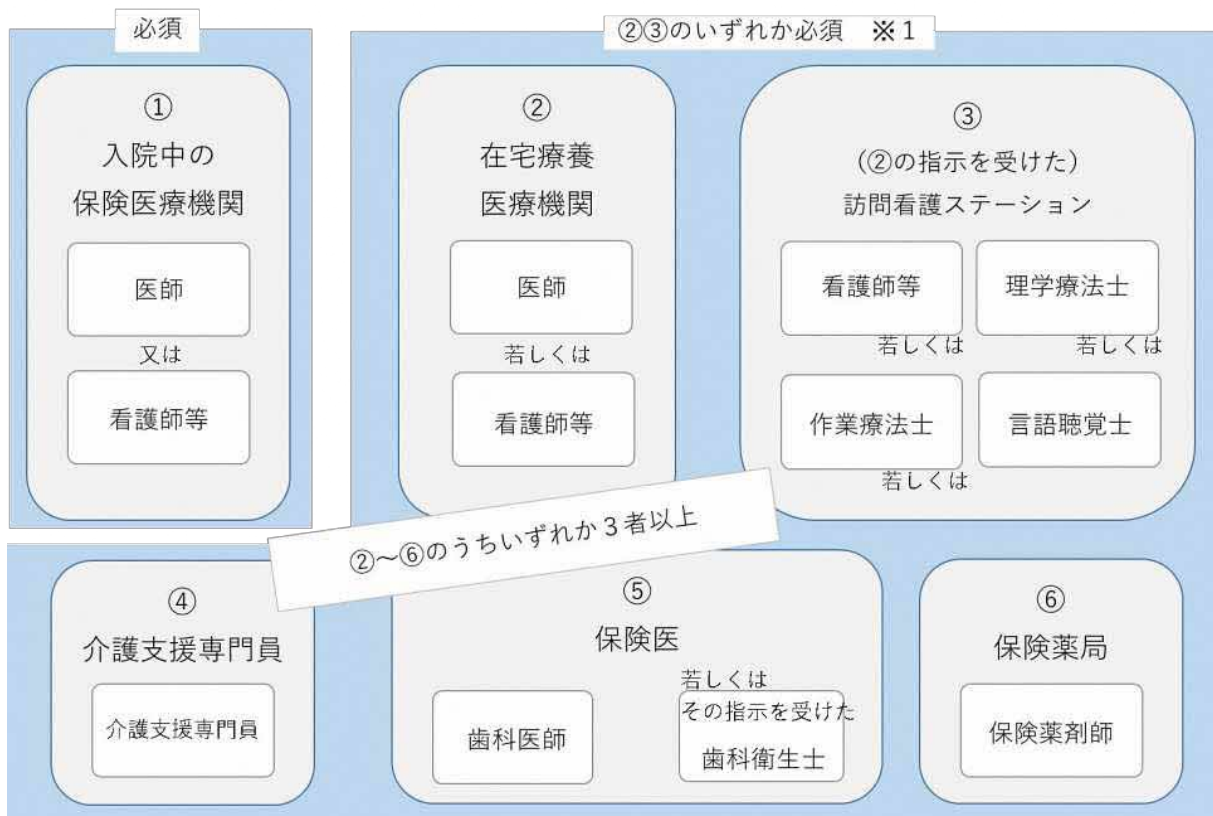 必須
①
入院中の
保険医療機関
医師
又は
看護師等
②③のいずれか必須 ※1
②
在宅療養
医療機関
医師
若しくは
看護師等
③
(②の指示を受けた)
訪問看護ステーション
看護師等
若しくは
理学療法士
若しくは
作業療法士
若しくは
言語聴覚士
②~⑥のうちいずれか3者以上
④
介護支援専門員
介護支援専門員
⑤
保険医
歯科医師
若しくは
その指示を受けた
歯科衛生士
⑥
保険薬局
保険薬剤師